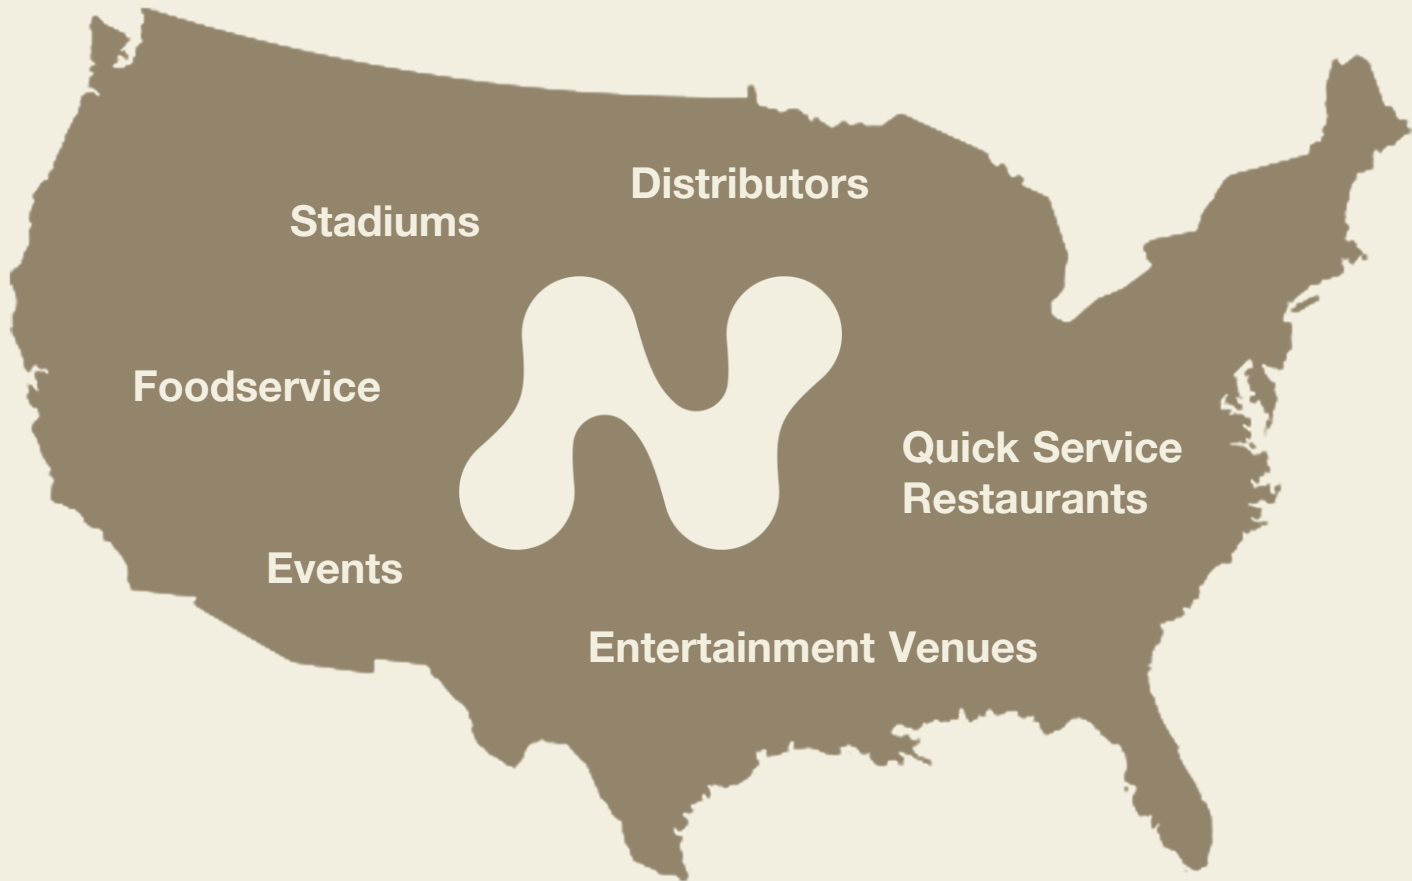 Distributors
Stadiums
Foodservice
Quick Service
Restaurants
Events
Entertainment Venues